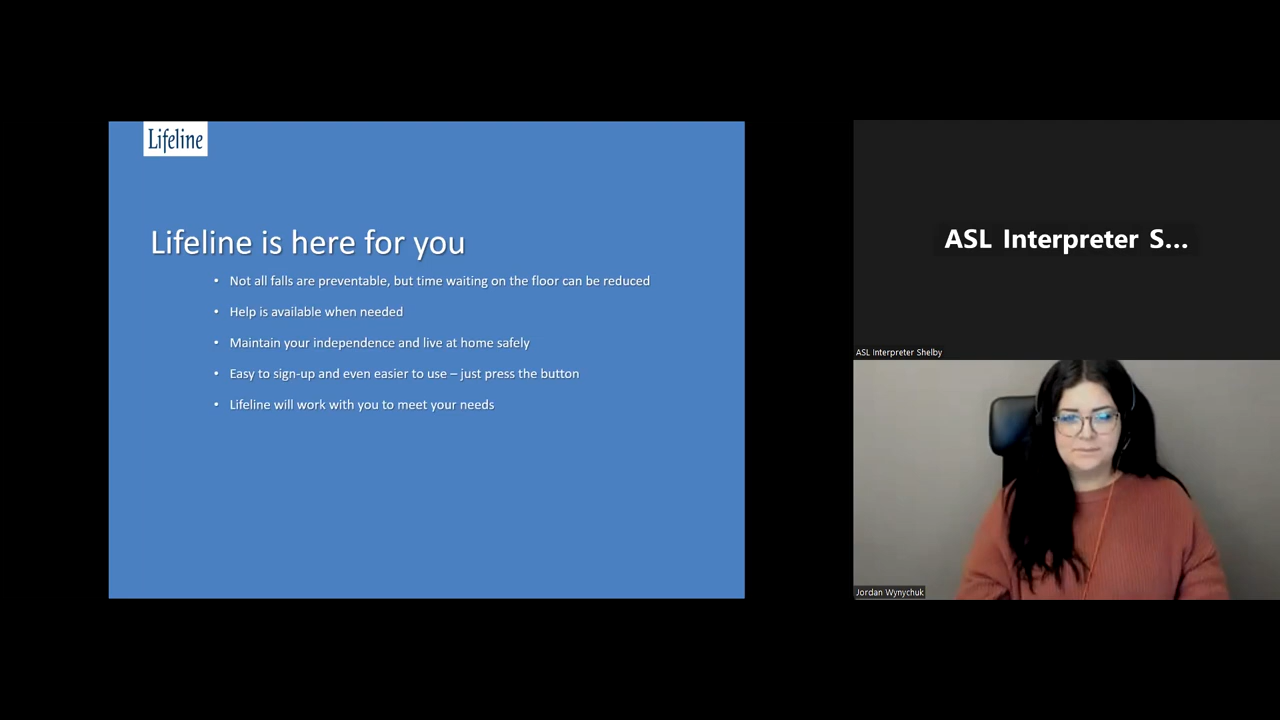 Lifeline
Lifeline is here for you
• Not all falls are preventable, but time waiting on the floor can be reduced
• Help is available when needed
• Maintain your independence and live at home safely
• Easy to sign-up and even easier to use – just press the button
• Lifeline will work with you to meet your needs
ASL Interpreter S...
ASL Interpreter Shelby
Jordan Wynychuk